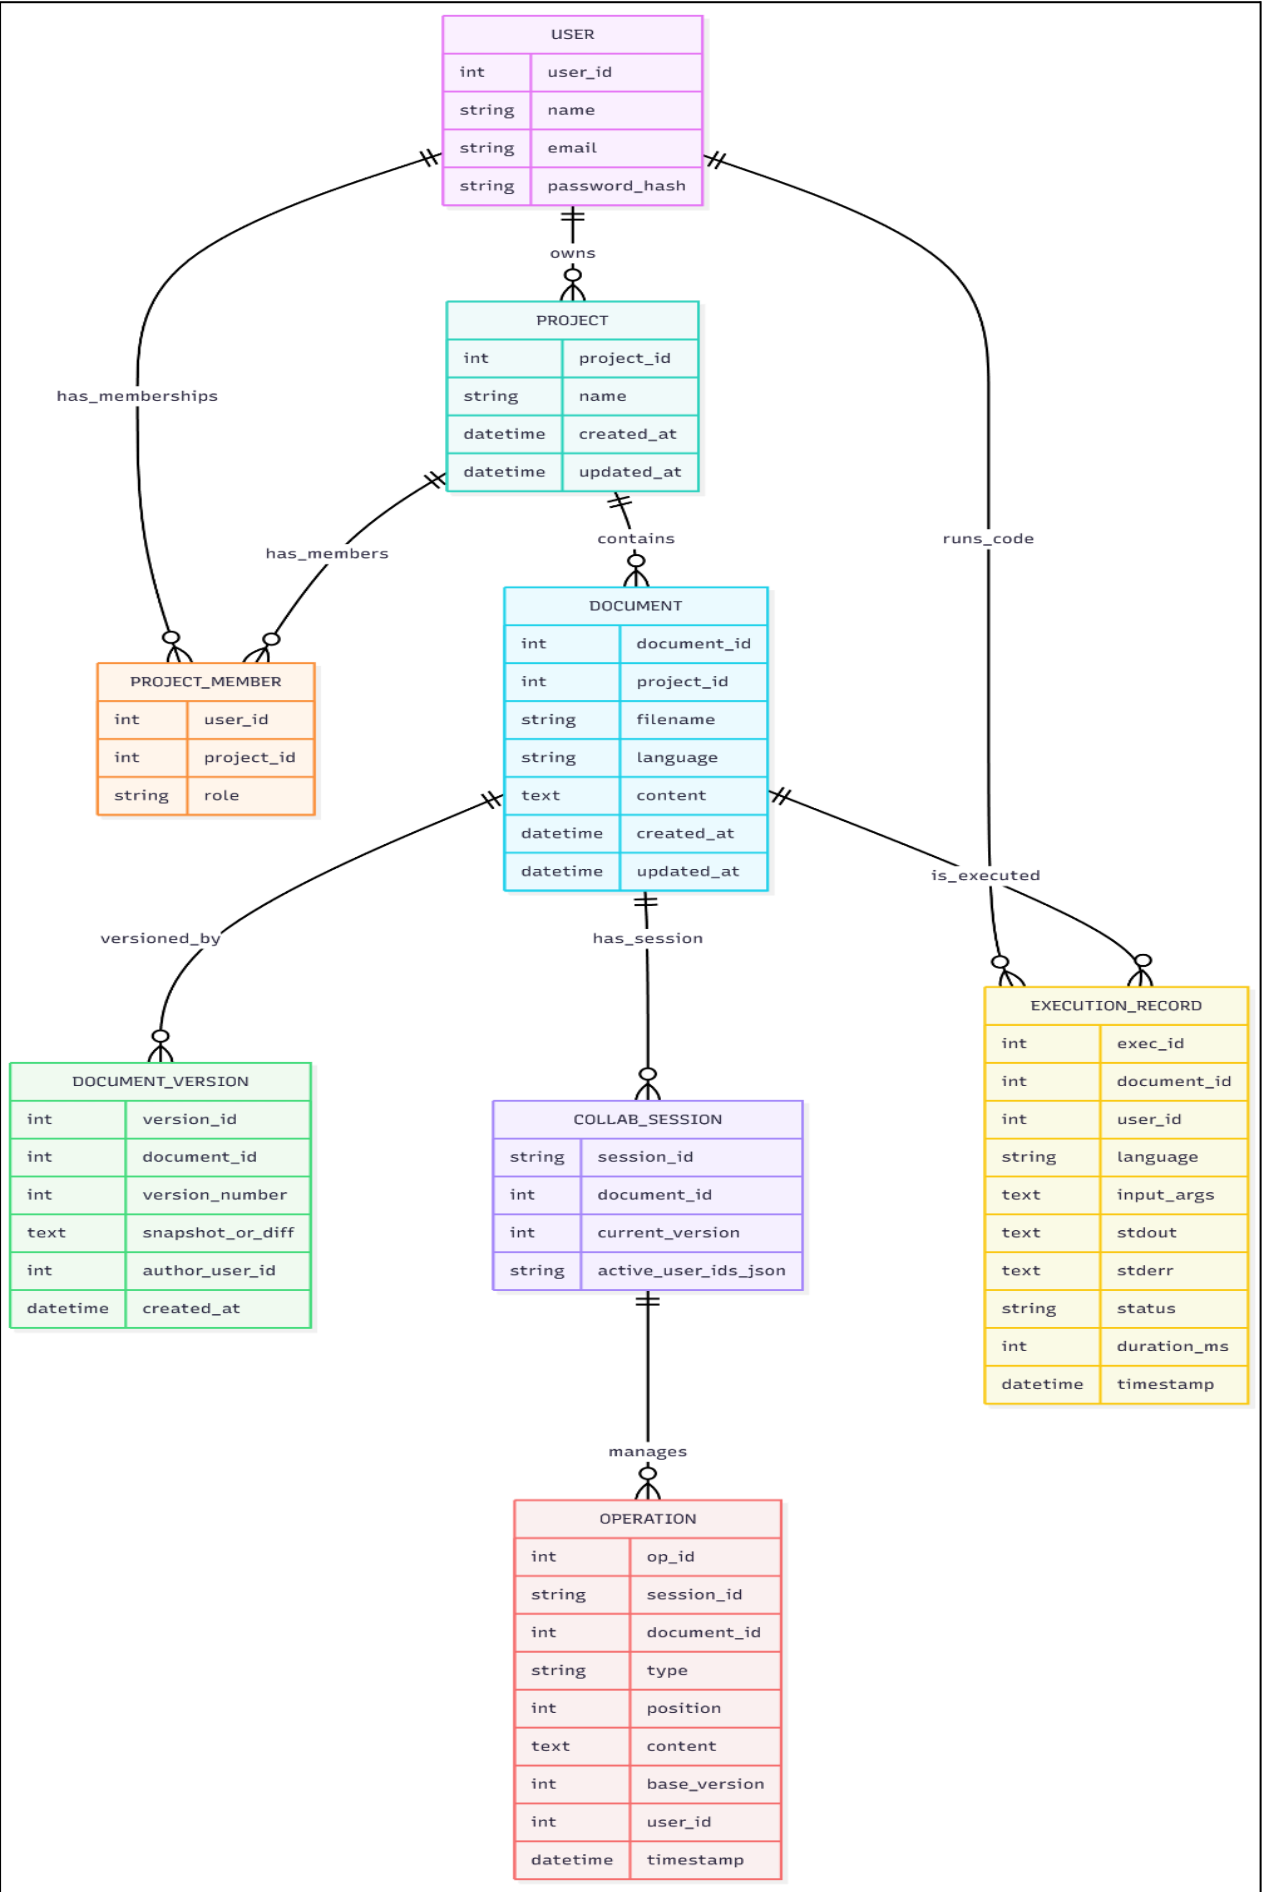 USER
int user_id
string name
string email
string password_hash
owns
PROJECT
int project_id
string name
datetime created_at
datetime updated_at
has_memberships
has_members
contains
runs_code
DOCUMENT
int document_id
int project_id
string filename
string language
text content
datetime created_at
datetime updated_at
PROJECT_MEMBER
int user_id
int project_id
string role
is_executed
versioned_by
has_session
EXECUTION_RECORD
int exec_id
int document_id
int user_id
string language
text input_args
text stdout
text stderr
string status
int duration_ms
datetime timestamp
DOCUMENT_VERSION
int version_id
int document_id
int version_number
text snapshot_or_diff
int author_user_id
datetime created_at
COLLAB_SESSION
string session_id
int document_id
int current_version
string active_user_ids_json
manages
OPERATION
int op_id
string session_id
int document_id
string type
int position
text content
int base_version
int user_id
datetime timestamp